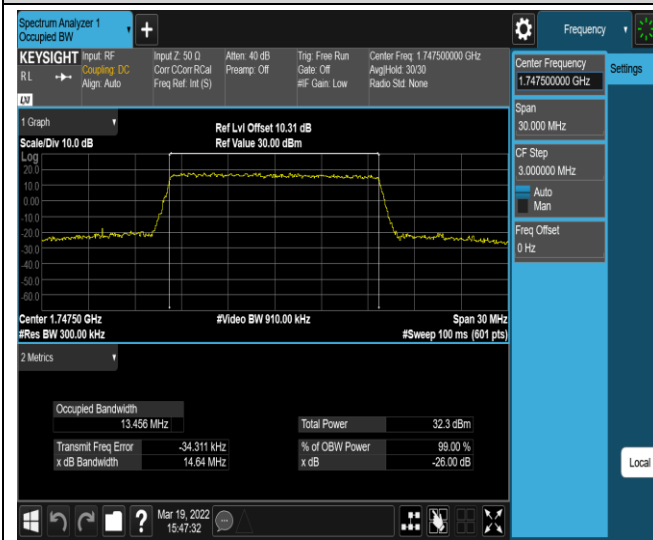 Spectrum Analyzer 1
Occupied BW
Frequency
KEYSIGHT
Input: RF
Coupling: DC
Align: Auto
Input Z: 50 Ω
Corr CCorr RCal
Freq Ref: Int (S)
Atten: 40 dB
Preamp: Off
Trig: Free Run
Gate: Off
#IF Gain: Low
Center Freq: 1.747500000 GHz
Avg|Hold: 30/30
Radio Std: None
RL
LXI
Center Frequency
1.747500000 GHz
Settings
Span
30.000 MHz
CF Step
3.000000 MHz
Auto
Man
Freq Offset
0 Hz
1 Graph
Scale/Div 10.0 dB
Ref Lvl Offset 10.31 dB
Ref Value 30.00 dBm
Log
20.0
10.0
0.00
-10.0
-20.0
-30.0
-40.0
-50.0
-60.0
Center 1.74750 GHz
#Video BW 910.00 kHz
Span 30 MHz
#Res BW 300.00 kHz
#Sweep 100 ms (601 pts)
2 Metrics
Occupied Bandwidth
13.456 MHz
Total Power 32.3 dBm
Transmit Freq Error -34.311 kHz
% of OBW Power 99.00 %
x dB Bandwidth 14.64 MHz
x dB -26.00 dB
Local
Mar 19, 2022
15:47:32